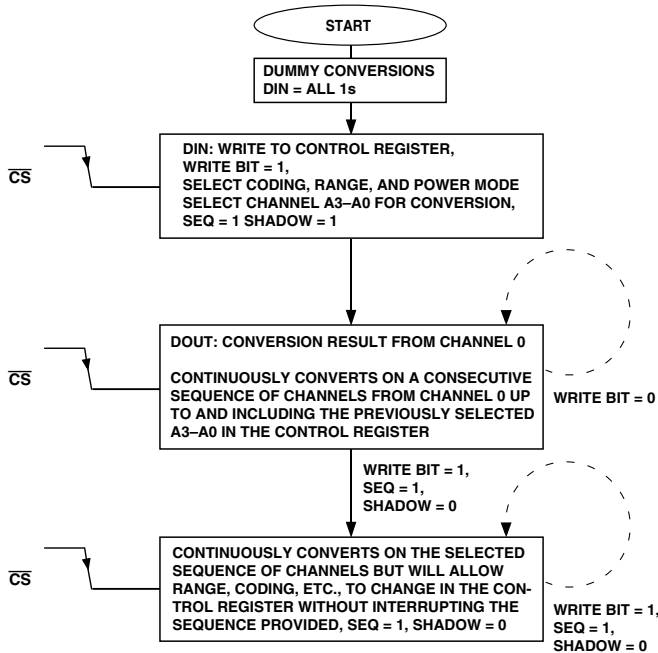 START
DUMMY CONVERSIONS
DIN = ALL 1s
CS
DIN: WRITE TO CONTROL REGISTER,
WRITE BIT = 1,
SELECT CODING, RANGE, AND POWER MODE
SELECT CHANNEL A3–A0 FOR CONVERSION,
SEQ = 1 SHADOW = 1
CS
DOUT: CONVERSION RESULT FROM CHANNEL 0
CONTINUOUSLY CONVERTS ON A CONSECUTIVE
SEQUENCE OF CHANNELS FROM CHANNEL 0 UP
TO AND INCLUDING THE PREVIOUSLY SELECTED
A3–A0 IN THE CONTROL REGISTER
WRITE BIT = 0
WRITE BIT = 1,
SEQ = 1,
SHADOW = 0
CS
CONTINUOUSLY CONVERTS ON THE SELECTED
SEQUENCE OF CHANNELS BUT WILL ALLOW
RANGE, CODING, ETC., TO CHANGE IN THE CON-
TROL REGISTER WITHOUT INTERRUPTING THE
SEQUENCE PROVIDED, SEQ = 1, SHADOW = 0
WRITE BIT = 1,
SEQ = 1,
SHADOW = 0